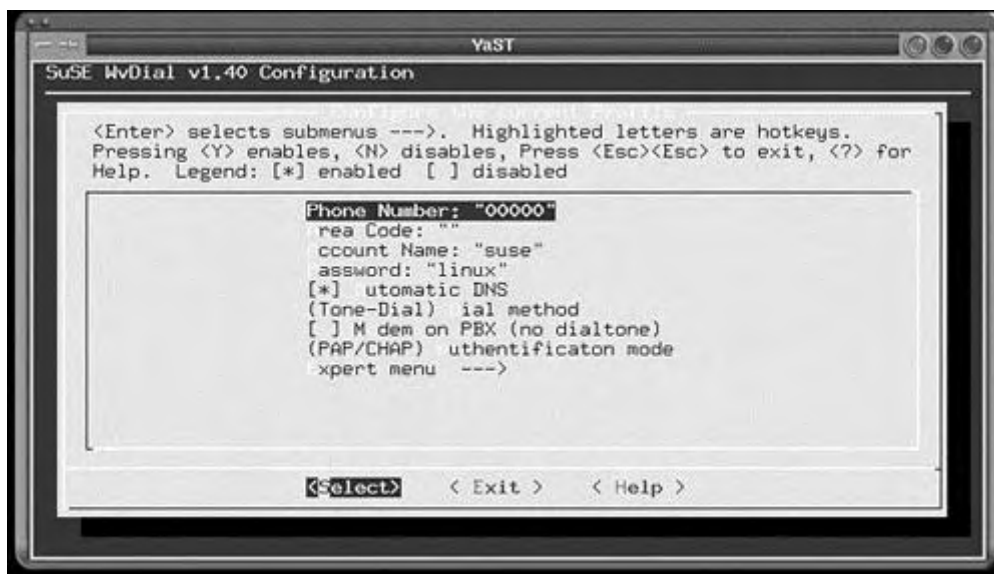 YaST
SuSE WvDial v1.40 Configuration
<Enter> selects submenus --->. Highlighted letters are hotkeys.
Pressing <Y> enables, <N> disables, Press <Esc><Esc> to exit, <?> for
Help. Legend: [*] enabled [ ] disabled
Phone Number: "00000"
rea Code: ""
ccount Name: "suse"
assword: "linux"
[*] utomatic DNS
(Tone-Dial) ial method
[ ] M dem on PBX (no dialtone)
(PAP/CHAP) uthentificaton mode
xpert menu --->
<Select> < Exit > < Help >